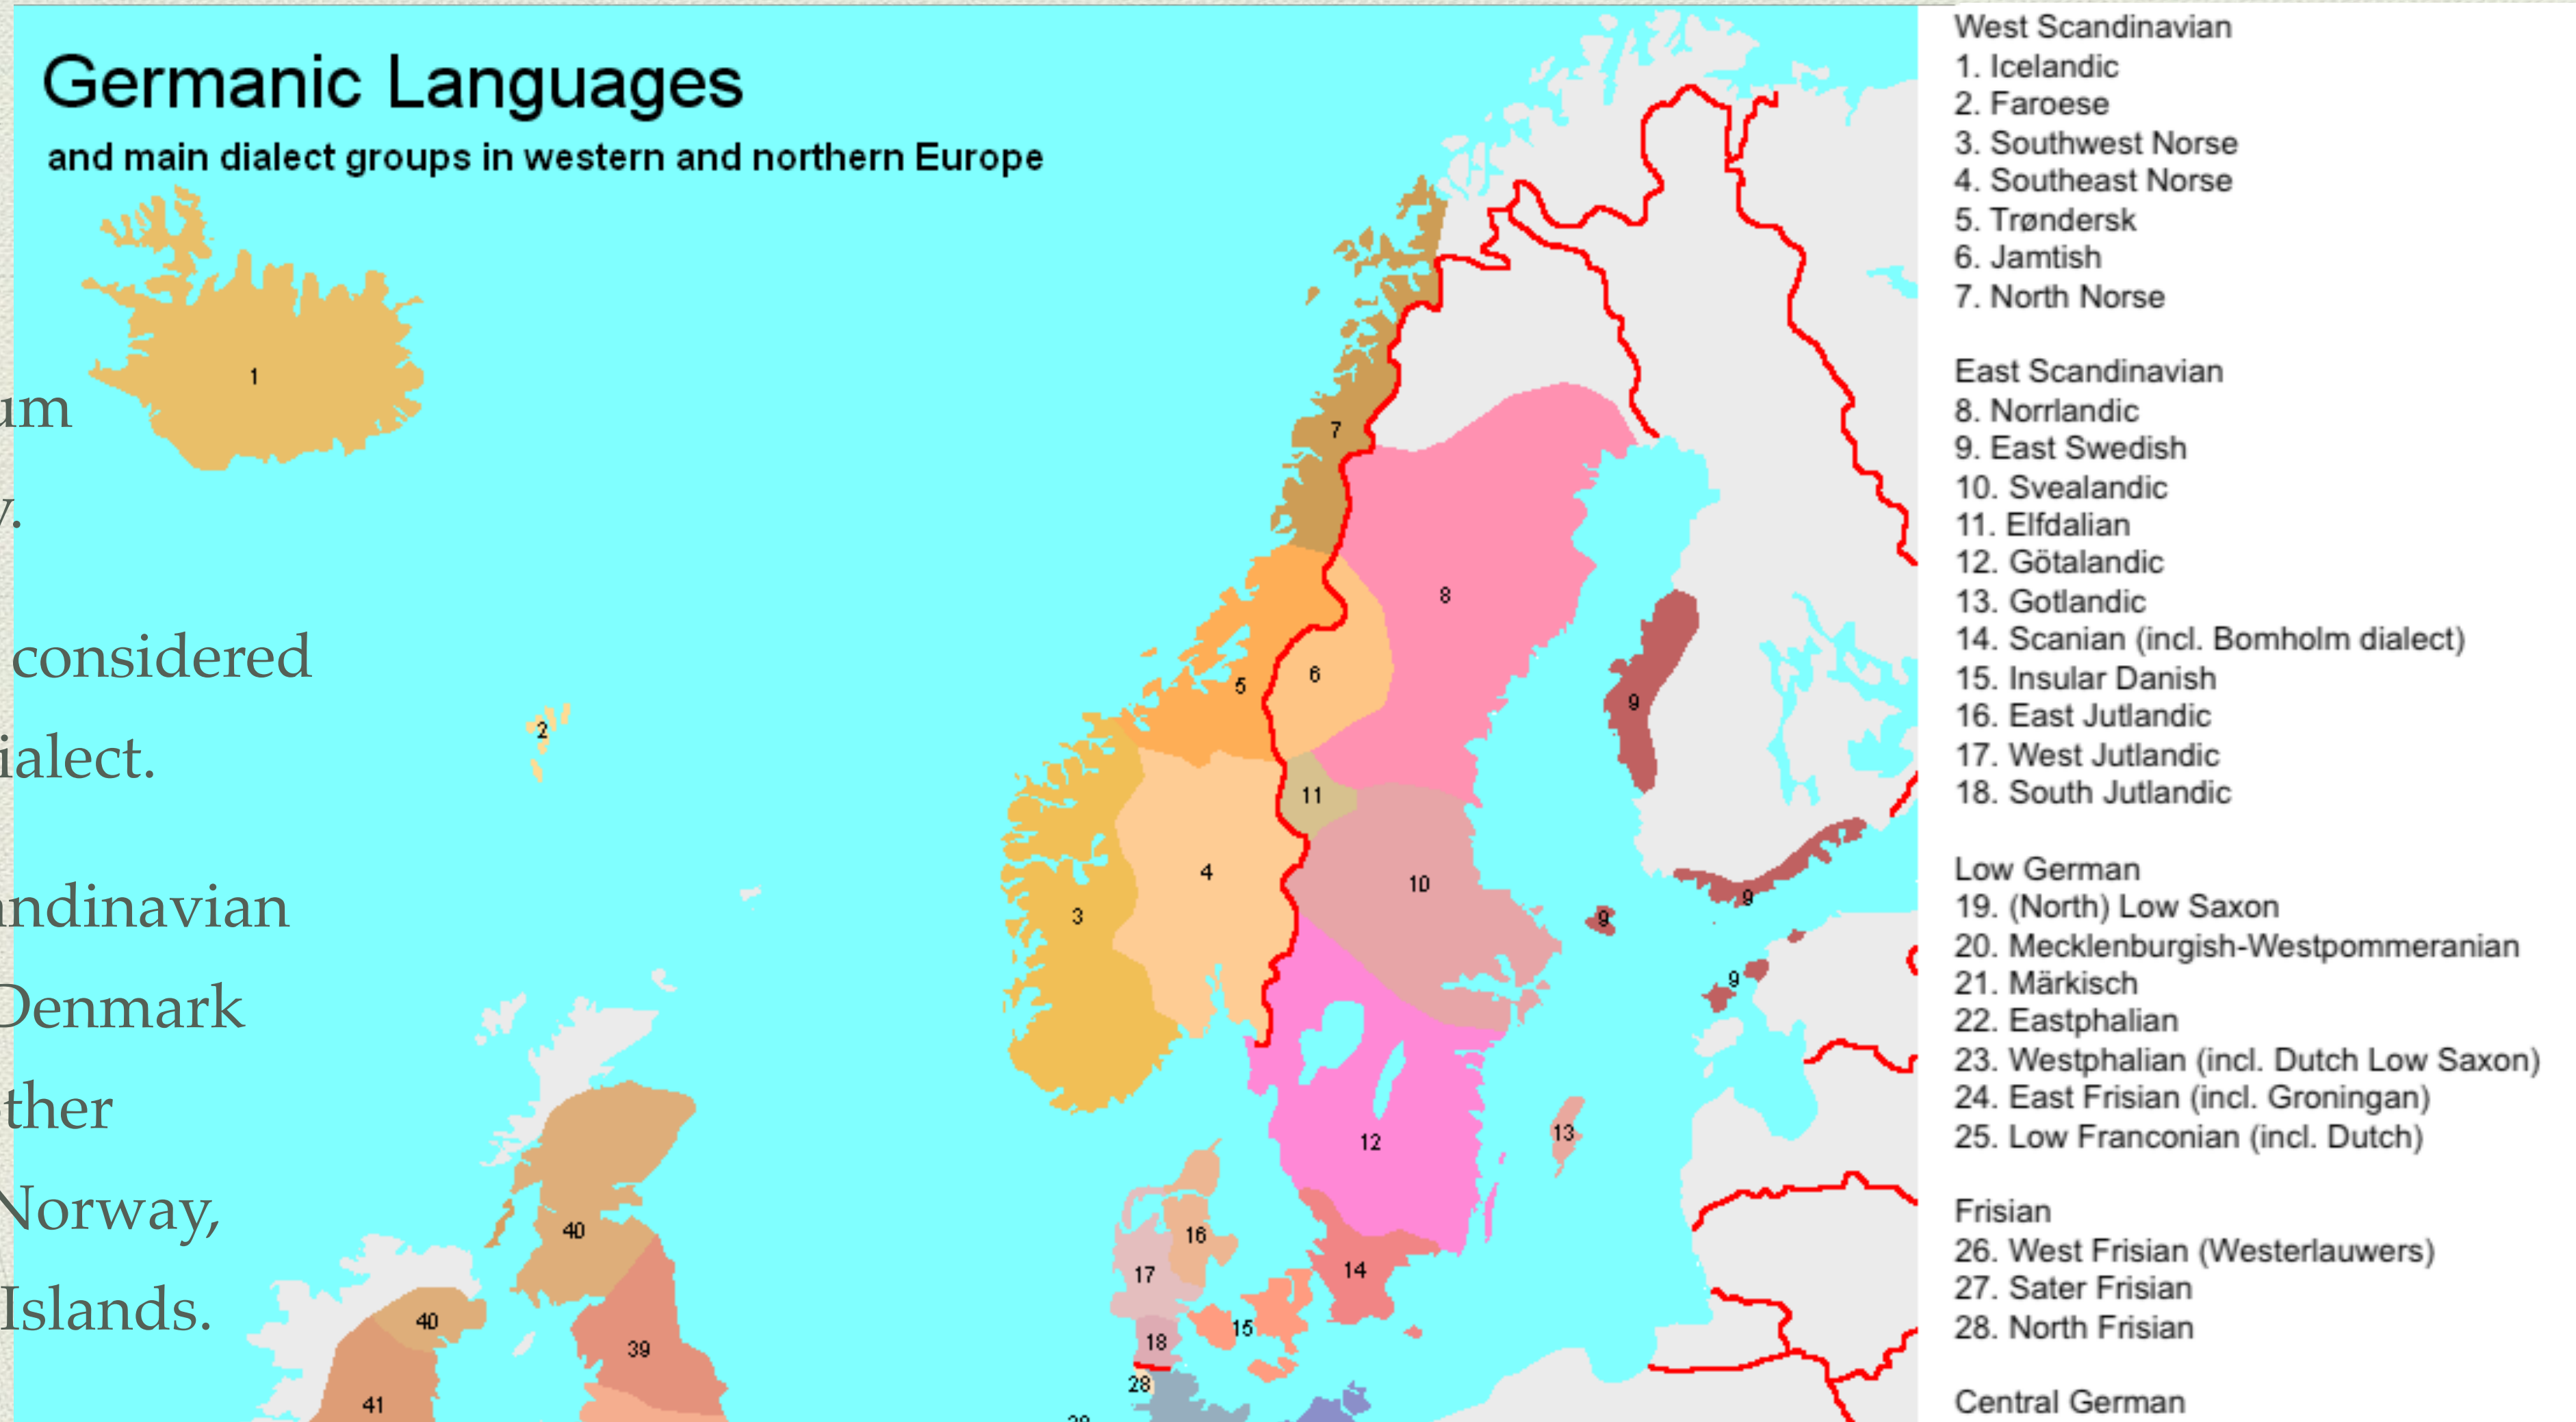 Germanic Languages
and main dialect groups in western and northern Europe
considered
Denmark
Norway,
Islands.
1
2
3
4
5
6
7
8
9
9
9
9
10
11
12
13
14
15
16
17
18
28
39
40
40
41
West Scandinavian
1. Icelandic
2. Faroese
3. Southwest Norse
4. Southeast Norse
5. Trøndersk
6. Jamtish
7. North Norse
East Scandinavian
8. Norrlandic
9. East Swedish
10. Svealandic
11. Elfdalian
12. Götalandic
13. Gotlandic
14. Scanian (incl. Bornholm dialect)
15. Insular Danish
16. East Jutlandic
17. West Jutlandic
18. South Jutlandic
Low German
19. (North) Low Saxon
20. Mecklenburgish-Westpommeranian
21. Märkisch
22. Eastphalian
23. Westphalian (incl. Dutch Low Saxon)
24. East Frisian (incl. Groningan)
25. Low Franconian (incl. Dutch)
Frisian
26. West Frisian (Westerlauwers)
27. Sater Frisian
28. North Frisian
Central German